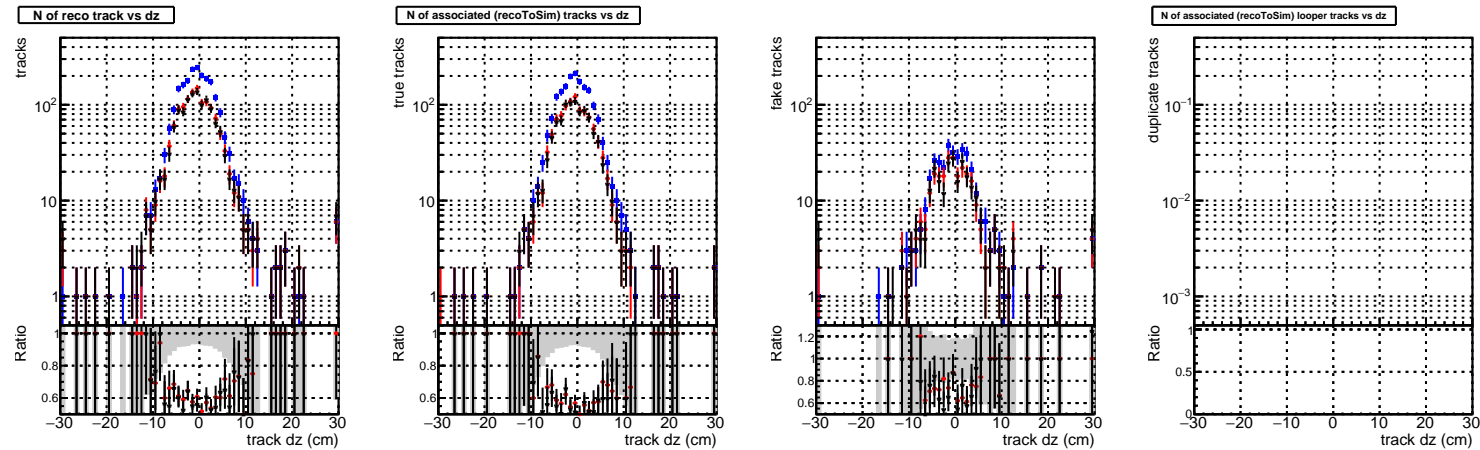 N of reco track vs dz
tracks
10²
10
1
Ratio
1
0.8
0.6
−30 −20 −10 0 10 20 30
track dz (cm)
N of associated (recoToSim) tracks vs dz
true tracks
10²
10
1
Ratio
1
0.8
0.6
−30 −20 −10 0 10 20 30
track dz (cm)
fake tracks
10²
10
1
Ratio
1.2
1
0.8
0.6
−30 −20 −10 0 10 20 30
track dz (cm)
N of associated (recoToSim) looper tracks vs dz
duplicate tracks
10⁻¹
10⁻²
10⁻³
Ratio
1
0.5
0
−30 −20 −10 0 10 20 30
track dz (cm)